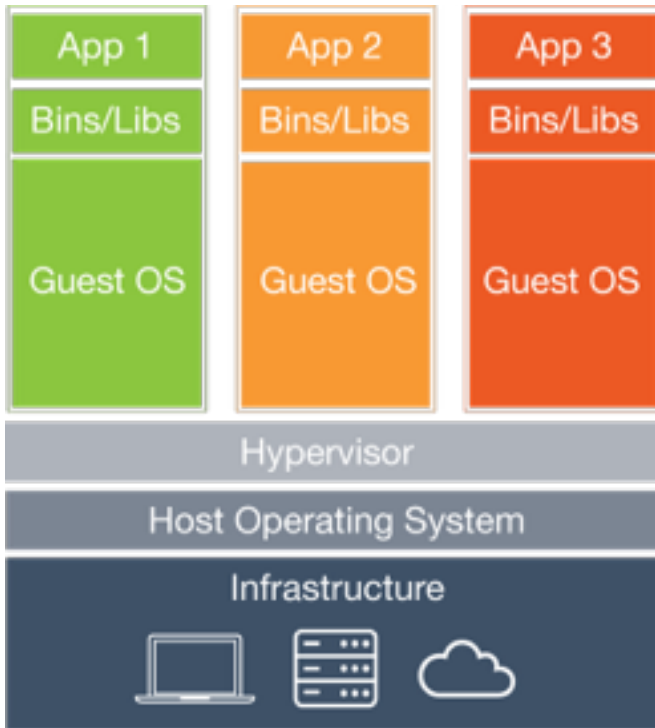 App 1
App 2
App 3
Bins/Libs
Bins/Libs
Bins/Libs
Guest OS
Guest OS
Guest OS
Hypervisor
Host Operating System
Infrastructure